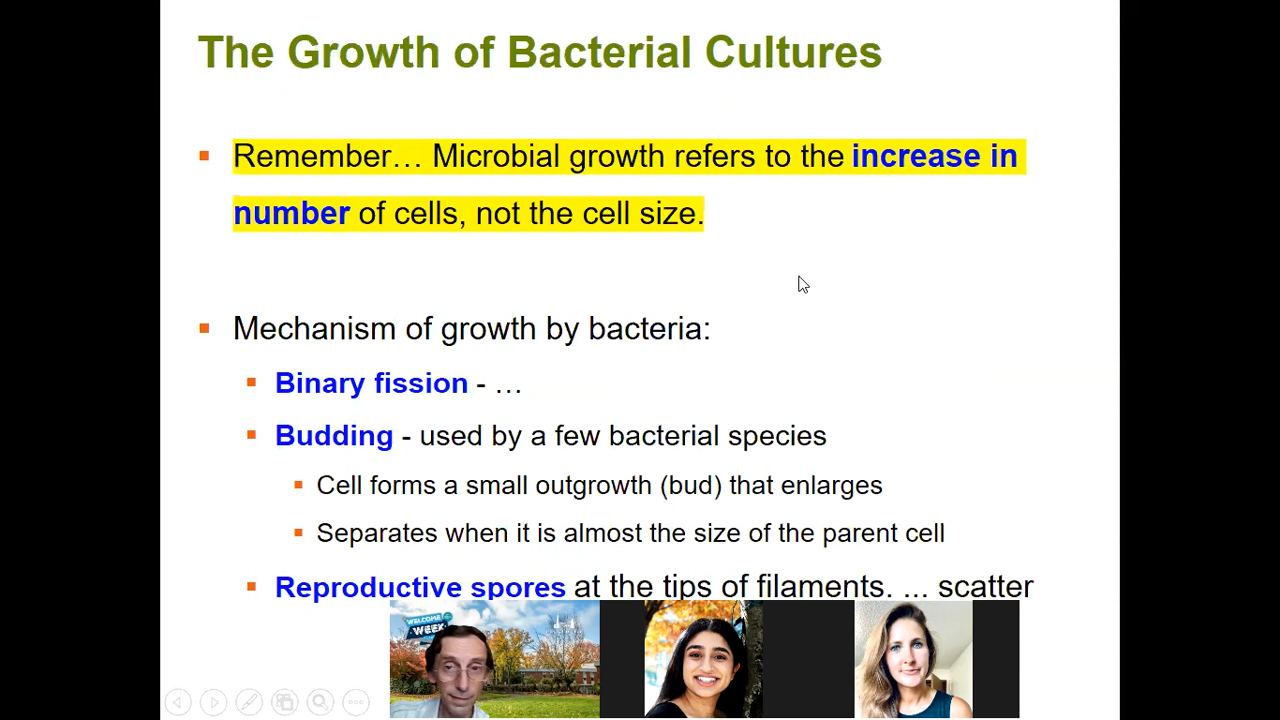 The Growth of Bacterial Cultures
Remember… Microbial growth refers to the increase in
number of cells, not the cell size.
Mechanism of growth by bacteria:
Binary fission - …
Budding - used by a few bacterial species
Cell forms a small outgrowth (bud) that enlarges
Separates when it is almost the size of the parent cell
Reproductive spores at the tips of filaments. ... scatter
WELCOME
WEEK